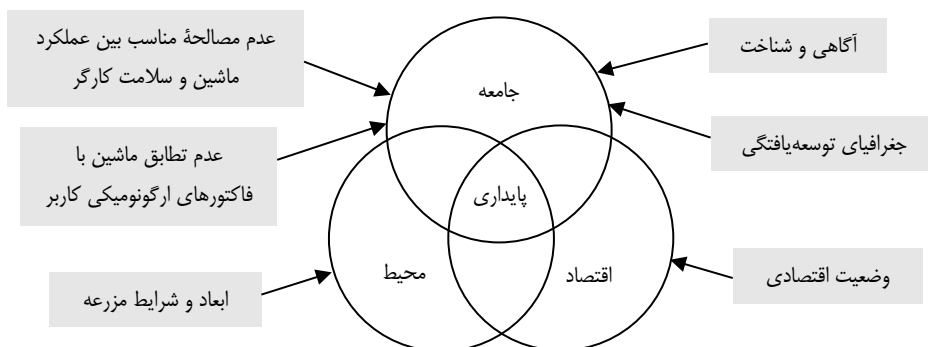 عدم مصالحهٔ مناسب بین عملکرد
ماشین و سلامت کارگر
آگاهی و شناخت
جامعه
جغرافیای توسعه‌یافتگی
عدم تطابق ماشین با
فاکتورهای ارگونومیکی کاربر
پایداری
محیط
اقتصاد
وضعیت اقتصادی
ابعاد و شرایط مزرعه